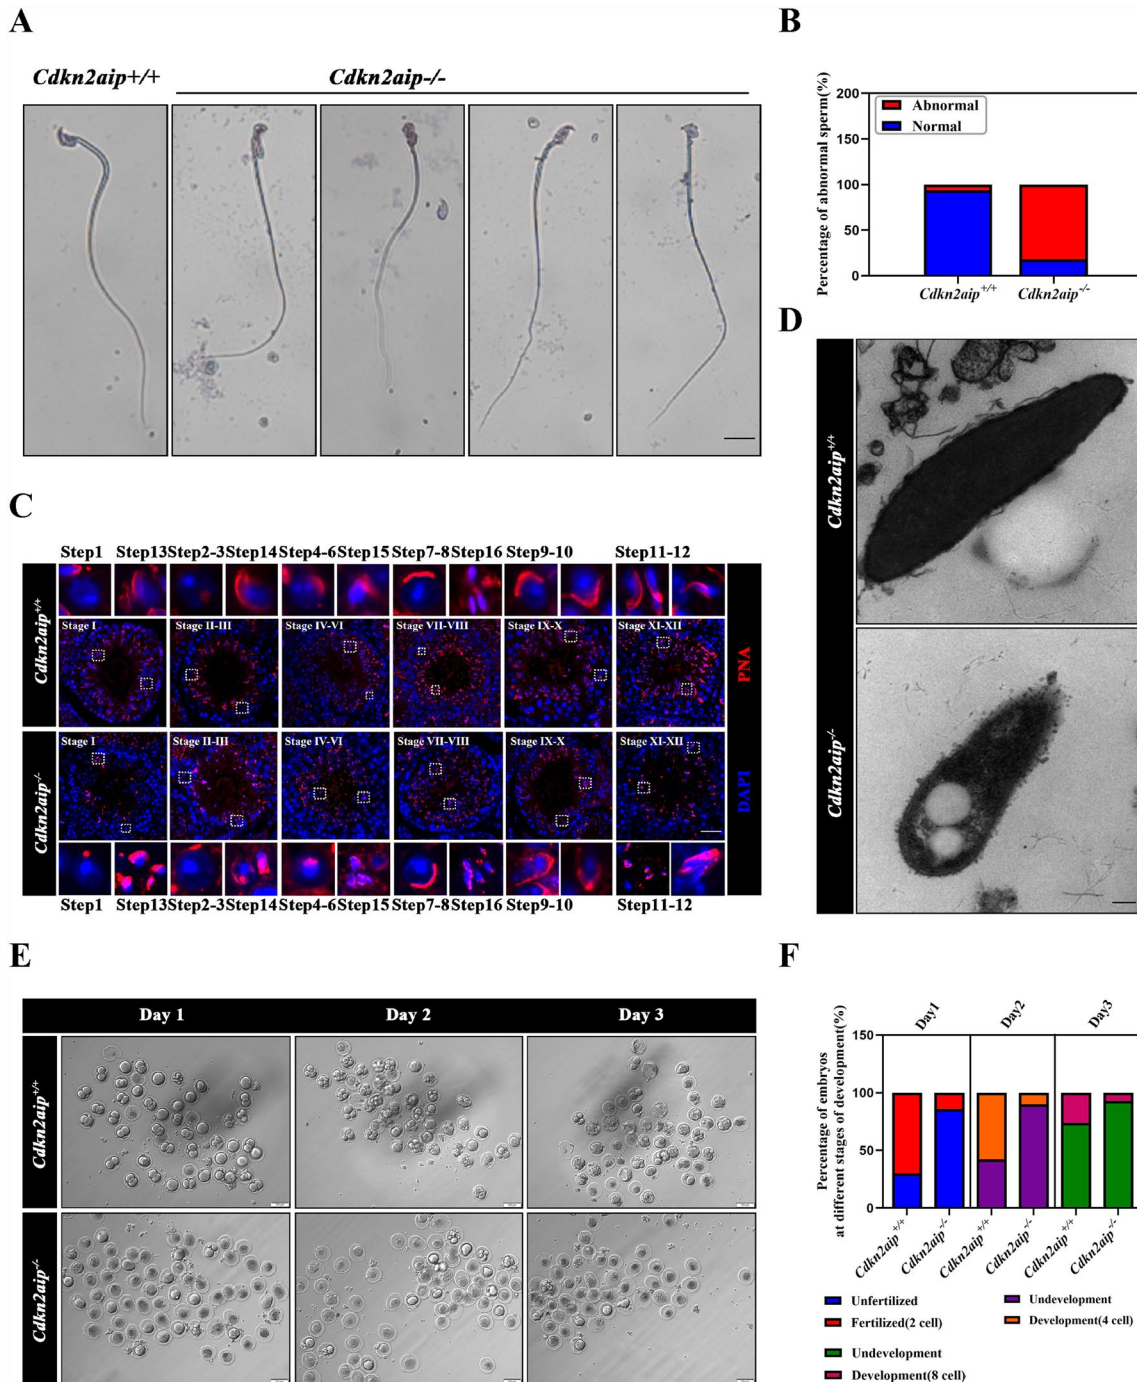 A
Cdkn2aip+/+
Cdkn2aip-/-
B
Percentage of abnormal sperm(%)
200
150
100
50
0
Abnormal
Normal
Cdkn2aip+/+
Cdkn2aip-/-
C
Step1 Step13 Step2-3 Step14 Step4-6 Step15 Step7-8 Step16 Step9-10 Step11-12
Cdkn2aip+/+
Stage I Stage II-III Stage IV-VI Stage VII-VIII Stage IX-X Stage XI-XII
PNA
Cdkn2aip-/-
Stage I Stage II-III Stage IV-VI Stage VII-VIII Stage IX-X Stage XI-XII
DAPI
Step1 Step13 Step2-3 Step14 Step4-6 Step15 Step7-8 Step16 Step9-10 Step11-12
D
Cdkn2aip+/+
Cdkn2aip-/-
E
Day 1 Day 2 Day 3
Cdkn2aip+/+
Cdkn2aip-/-
F
Percentage of embryos
at different stages of development(%)
Day1 Day2 Day3
150
100
50
0
Cdkn2aip+/+ Cdkn2aip-/- Cdkn2aip+/+ Cdkn2aip-/- Cdkn2aip+/+ Cdkn2aip-/-
Unfertilized
Fertilized(2 cell)
Undevelopment
Development(4 cell)
Undevelopment
Development(8 cell)